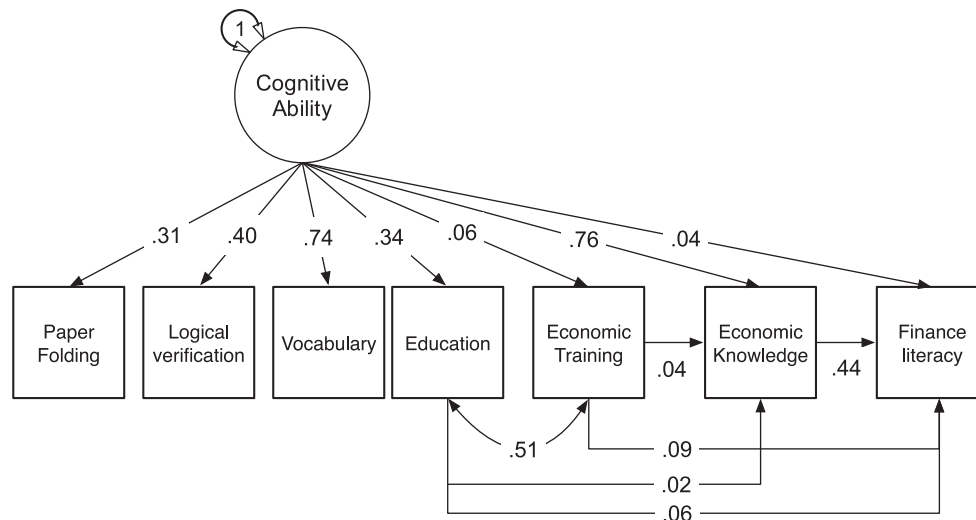 1
Cognitive
Ability
.31
.40
.74
.34
.06
.76
.04
Paper
Folding
Logical
verification
Vocabulary
Education
Economic
Training
Economic
Knowledge
Finance
literacy
.04
.44
.51
.09
.02
.06